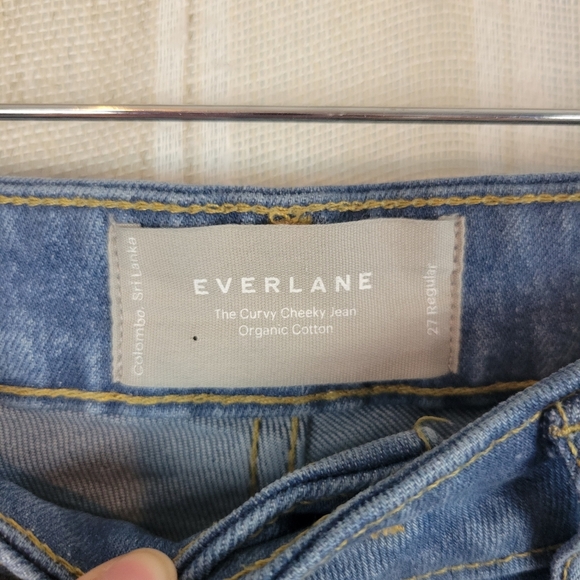 Colombo, Sri Lanka
EVERLANE
The Curvy Cheeky Jean
Organic Cotton
27 Regular